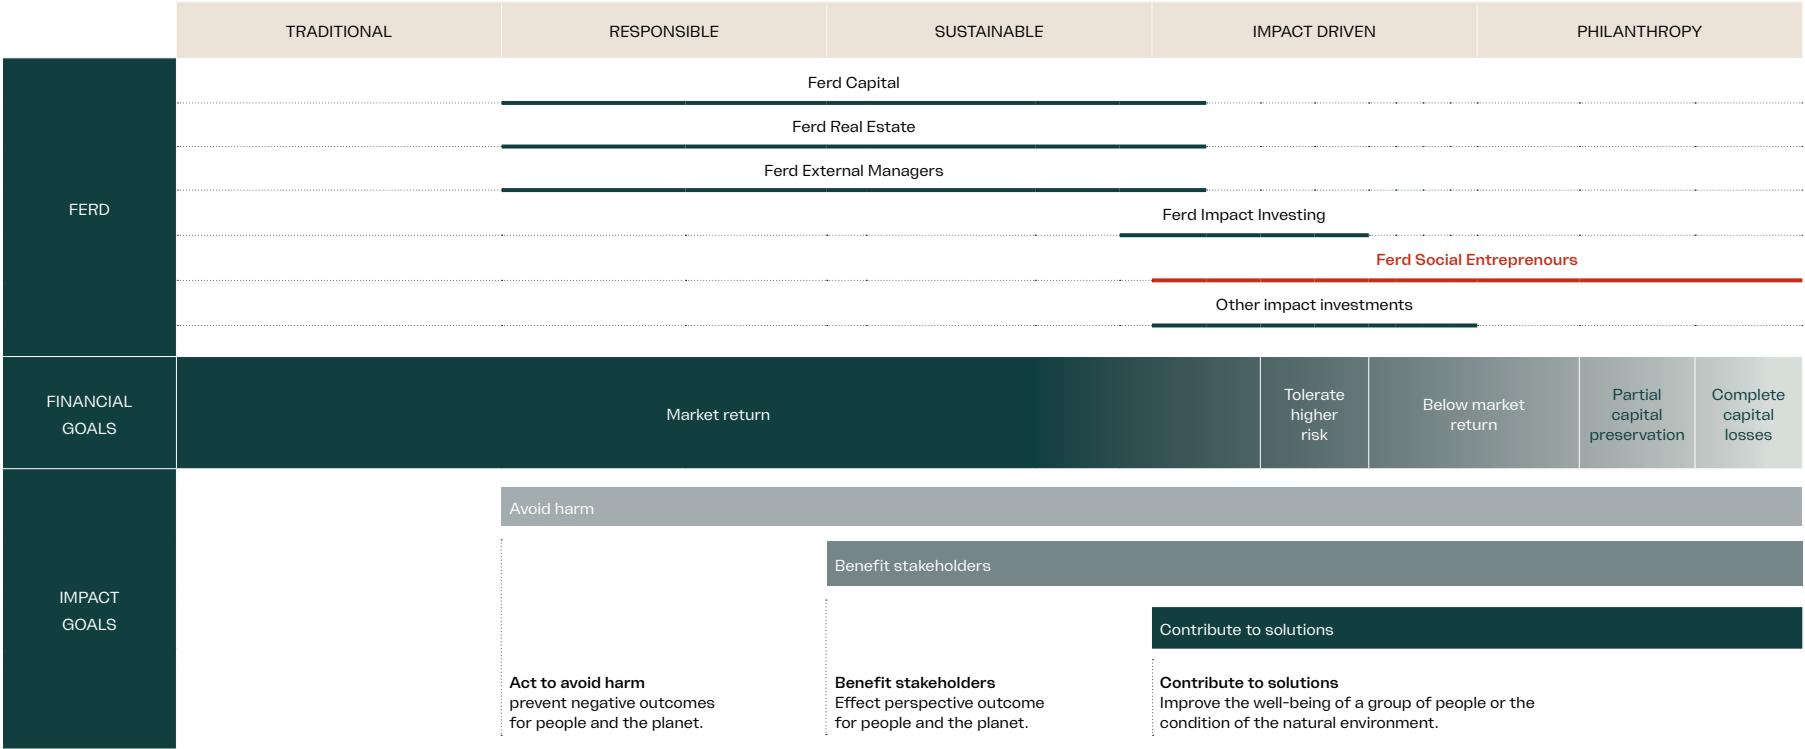 TRADITIONAL
RESPONSIBLE
SUSTAINABLE
IMPACT DRIVEN
PHILANTHROPY
FERD
Ferd Capital
Ferd Real Estate
Ferd External Managers
Ferd Impact Investing
Ferd Social Entreprenours
Other impact investments
FINANCIAL
GOALS
Market return
Tolerate
higher
risk
Below market
return
Partial
capital
preservation
Complete
capital
losses
IMPACT
GOALS
Avoid harm
Benefit stakeholders
Contribute to solutions
Act to avoid harm
prevent negative outcomes
for people and the planet.
Benefit stakeholders
Effect perspective outcome
for people and the planet.
Contribute to solutions
Improve the well-being of a group of people or the
condition of the natural environment.